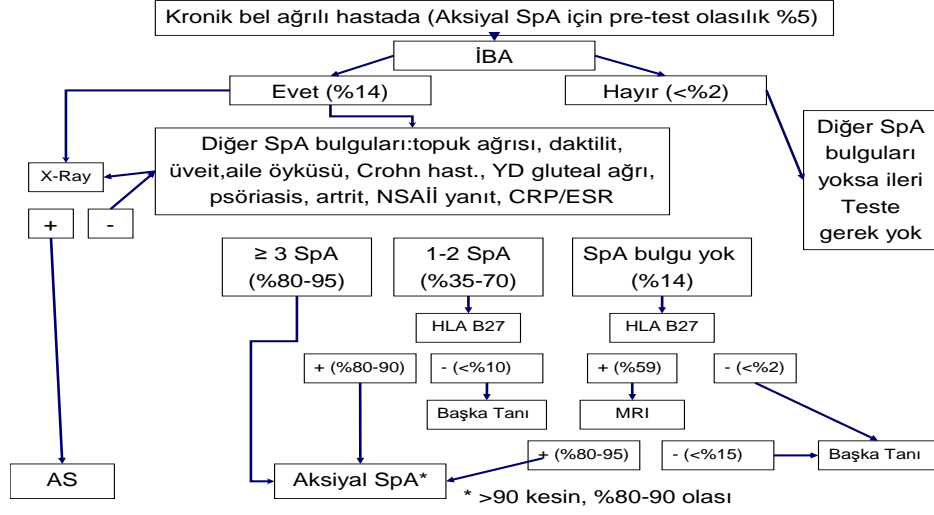 Kronik bel ağrılı hastada (Aksiyal SpA için pre-test olasılık %5)
İBA
Evet (%14)
Hayır (<%2)
Diğer SpA bulguları:topuk ağrısı, daktilit,
üveit,aile öyküsü, Crohn hast., YD gluteal ağrı,
psöriasis, artrit, NSAİİ yanıt, CRP/ESR
Diğer SpA
bulguları
yoksa ileri
Teste
gerek yok
X-Ray
+
-
≥ 3 SpA
(%80-95)
1-2 SpA
(%35-70)
SpA bulgu yok
(%14)
HLA B27
HLA B27
+ (%80-90)
- (<%10)
+ (%59)
- (<%2)
Başka Tanı
MRI
+ (%80-95)
- (<%15)
Başka Tanı
AS
Aksiyal SpA*
* >90 kesin, %80-90 olası